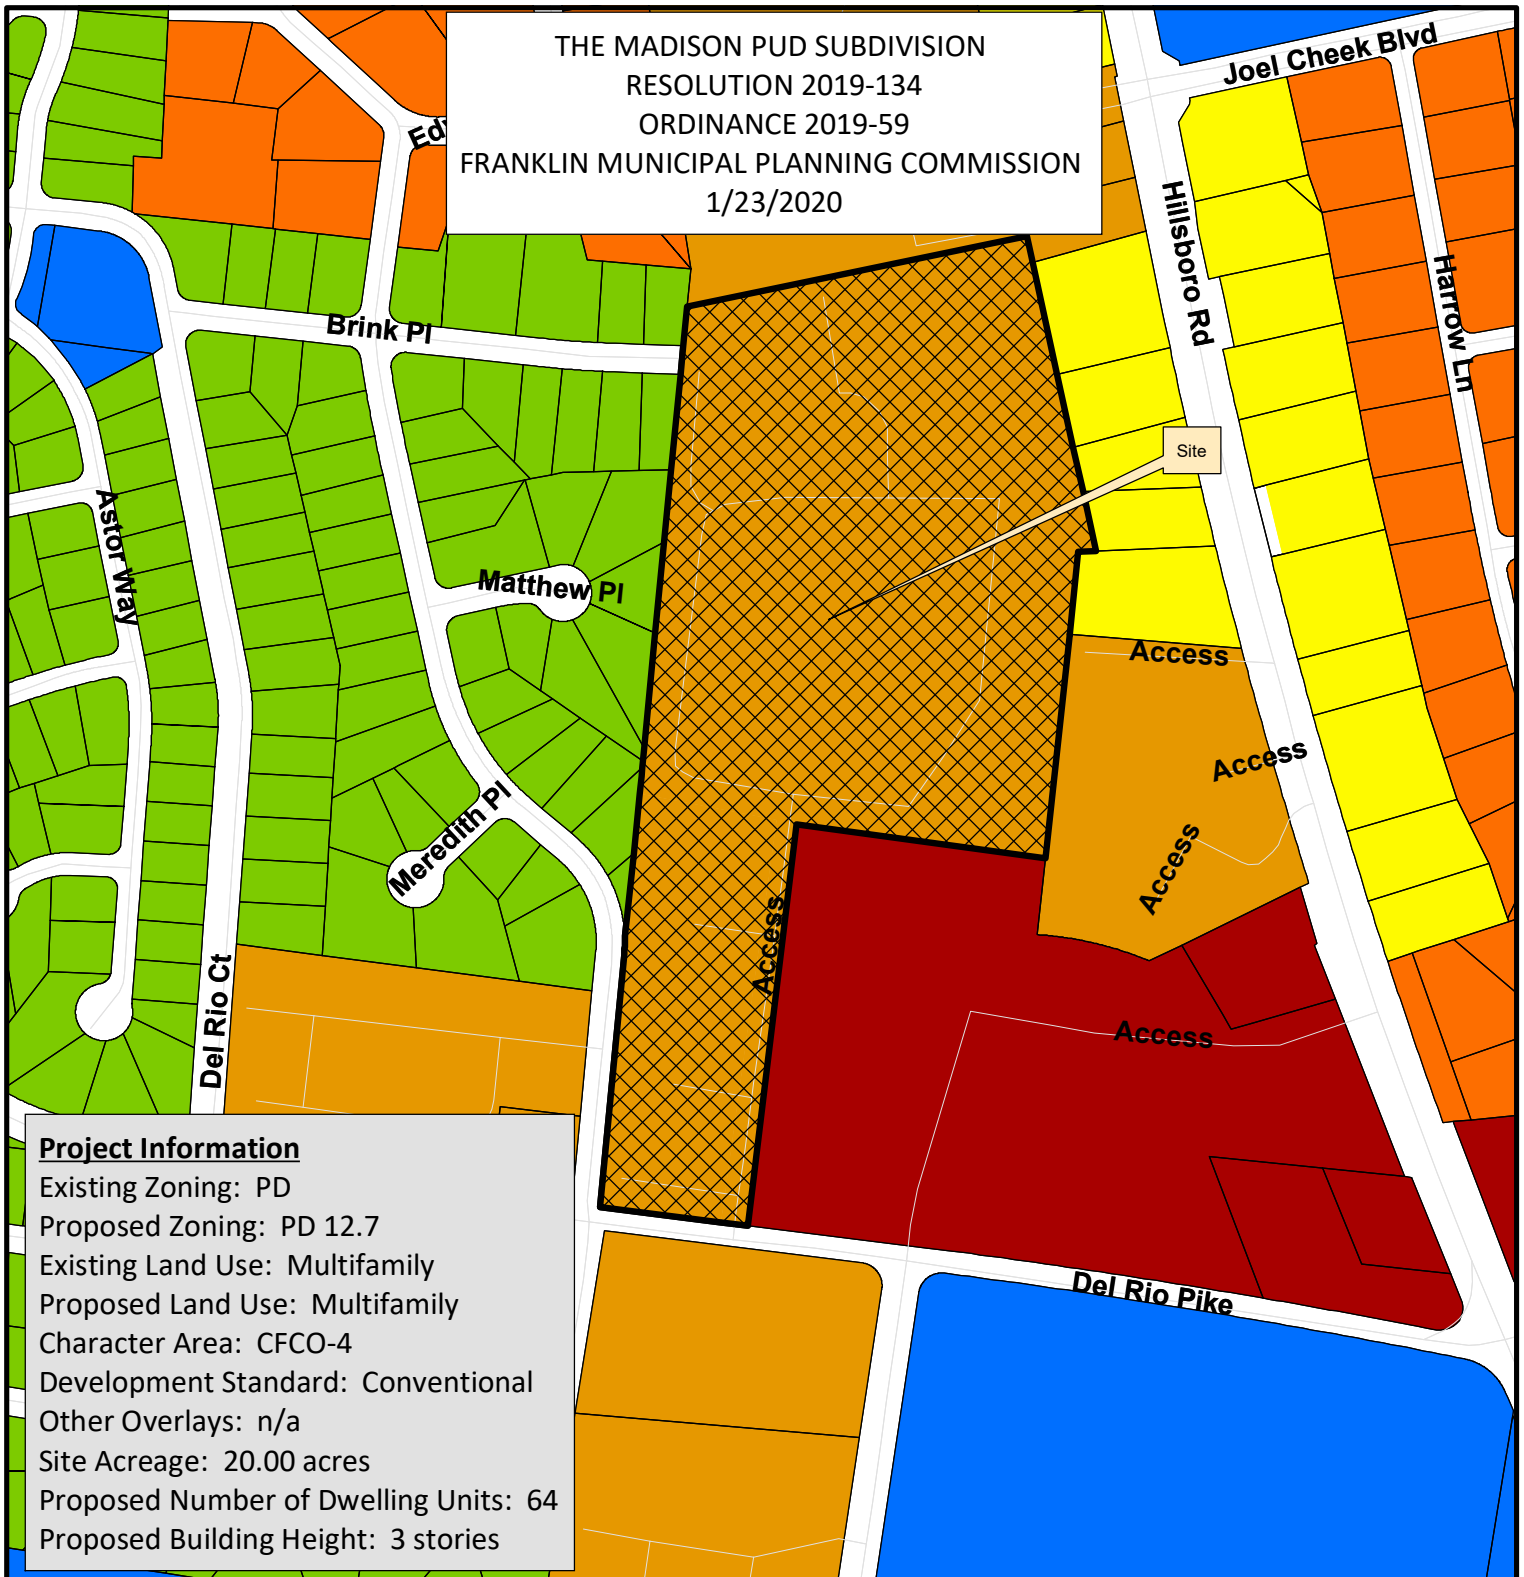 THE MADISON PUD SUBDIVISION
RESOLUTION 2019-134
ORDINANCE 2019-59
FRANKLIN MUNICIPAL PLANNING COMMISSION
1/23/2020
Joel Cheek Blvd
Hillsboro Rd
Harrow Ln
Brink Pl
Site
Astor Way
Matthew Pl
Access
Access
Meredith Pl
Access
Access
Del Rio Ct
Access
Del Rio Pike
Project Information
Existing Zoning: PD
Proposed Zoning: PD 12.7
Existing Land Use: Multifamily
Proposed Land Use: Multifamily
Character Area: CFCO-4
Development Standard: Conventional
Other Overlays: n/a
Site Acreage: 20.00 acres
Proposed Number of Dwelling Units: 64
Proposed Building Height: 3 stories